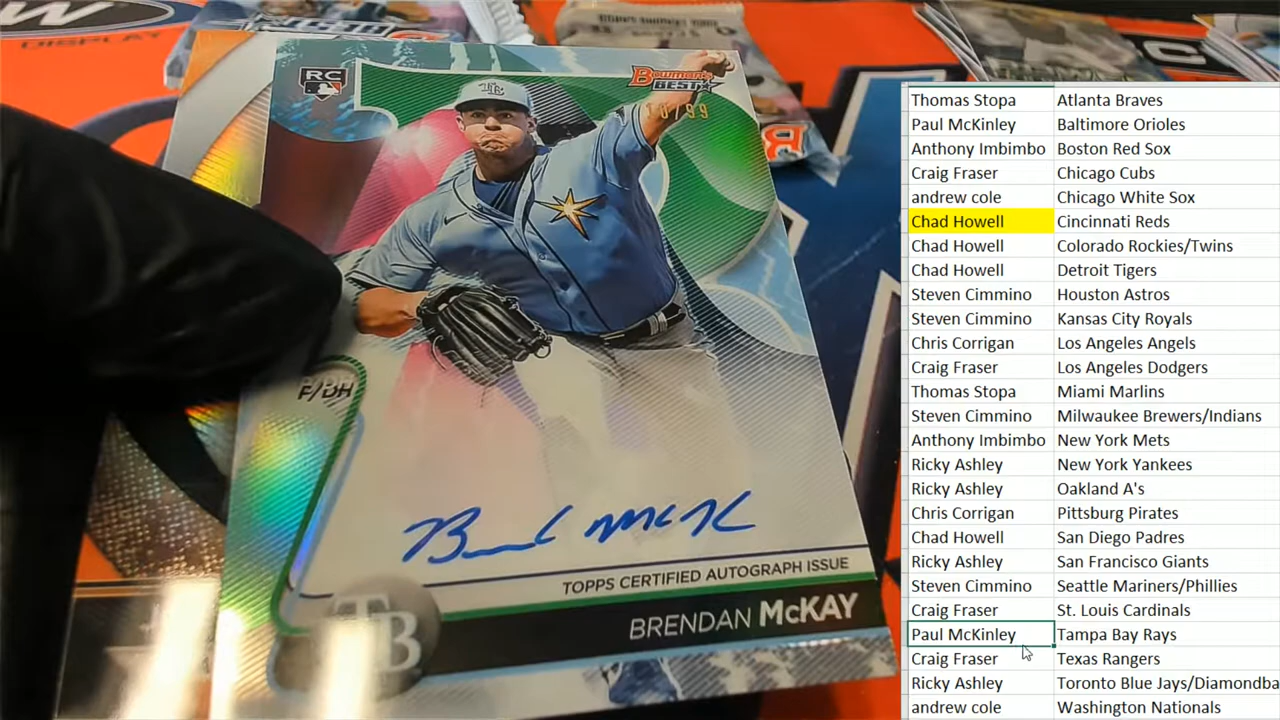 DISPLAY
RC
Bowman's
BEST
/99
TB
P/BH
TOPPS CERTIFIED AUTOGRAPH ISSUE
BRENDAN McKAY
TB
Thomas Stopa Atlanta Braves
Paul McKinley Baltimore Orioles
Anthony Imbimbo Boston Red Sox
Craig Fraser Chicago Cubs
andrew cole Chicago White Sox
Chad Howell Cincinnati Reds
Chad Howell Colorado Rockies/Twins
Chad Howell Detroit Tigers
Steven Cimmino Houston Astros
Steven Cimmino Kansas City Royals
Chris Corrigan Los Angeles Angels
Craig Fraser Los Angeles Dodgers
Thomas Stopa Miami Marlins
Steven Cimmino Milwaukee Brewers/Indians
Anthony Imbimbo New York Mets
Ricky Ashley New York Yankees
Ricky Ashley Oakland A's
Chris Corrigan Pittsburg Pirates
Chad Howell San Diego Padres
Ricky Ashley San Francisco Giants
Steven Cimmino Seattle Mariners/Phillies
Craig Fraser St. Louis Cardinals
Paul McKinley Tampa Bay Rays
Craig Fraser Texas Rangers
Ricky Ashley Toronto Blue Jays/Diamondba
andrew cole Washington Nationals